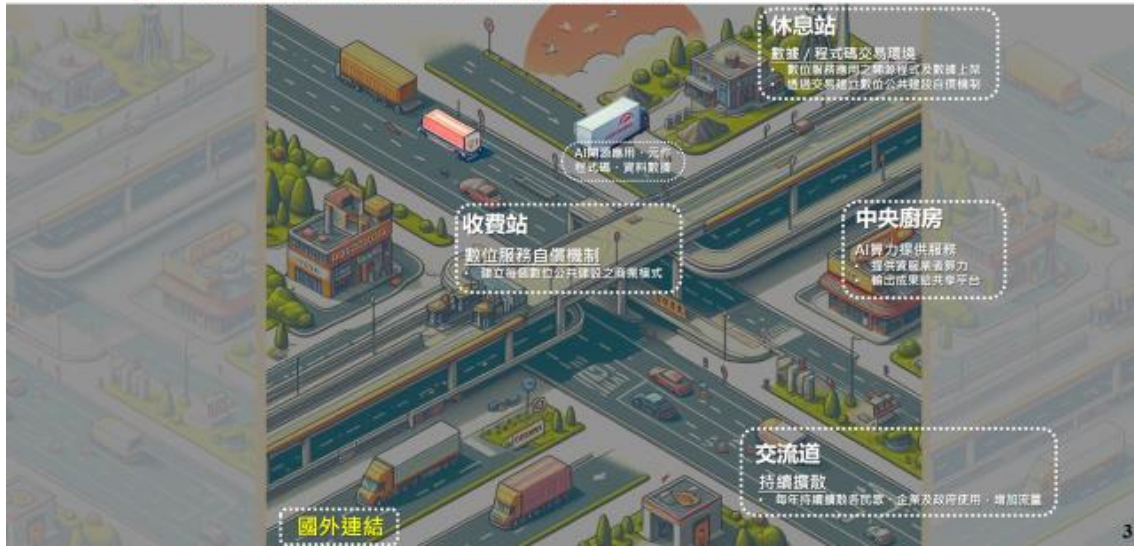 休息站
數據 / 程式碼交易環境
• 數位服務應用之開源程式及數據上架
• 透過交易建立數位公共建設自償機制
AI開源應用、元件
程式碼、資料數據
收費站
數位服務自償機制
• 建立每個數位公共建設之商業模式
中央廚房
AI算力提供服務
• 提供資服業者算力
• 輸出成果給共享平台
交流道
持續擴散
• 每年持續擴散各民眾、企業及政府使用，增加流量
國外連結
3